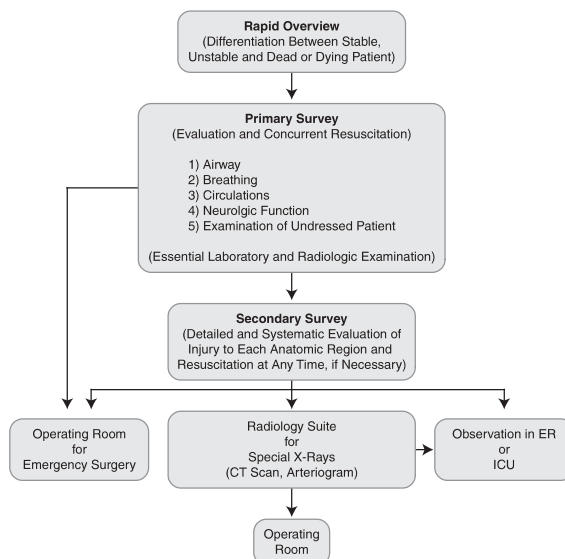 Rapid Overview
(Differentiation Between Stable,
Unstable and Dead or Dying Patient)
Primary Survey
(Evaluation and Concurrent Resuscitation)
1) Airway
2) Breathing
3) Circulations
4) Neurolgic Function
5) Examination of Undressed Patient
(Essential Laboratory and Radiologic Examination)
Secondary Survey
(Detailed and Systematic Evaluation of
Injury to Each Anatomic Region and
Resuscitation at Any Time, if Necessary)
Operating Room
for
Emergency Surgery
Radiology Suite
for
Special X-Rays
(CT Scan, Arteriogram)
Observation in ER
or
ICU
Operating
Room